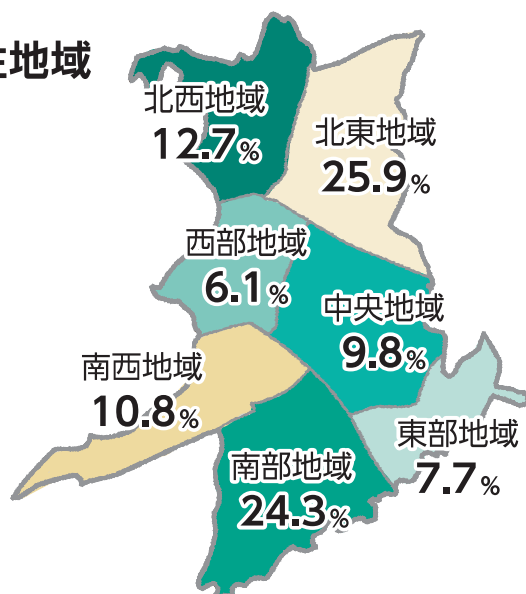 地域
北西地域
12.7%
北東地域
25.9%
西部地域
6.1%
中央地域
9.8%
南西地域
10.8%
東部地域
7.7%
南部地域
24.3%